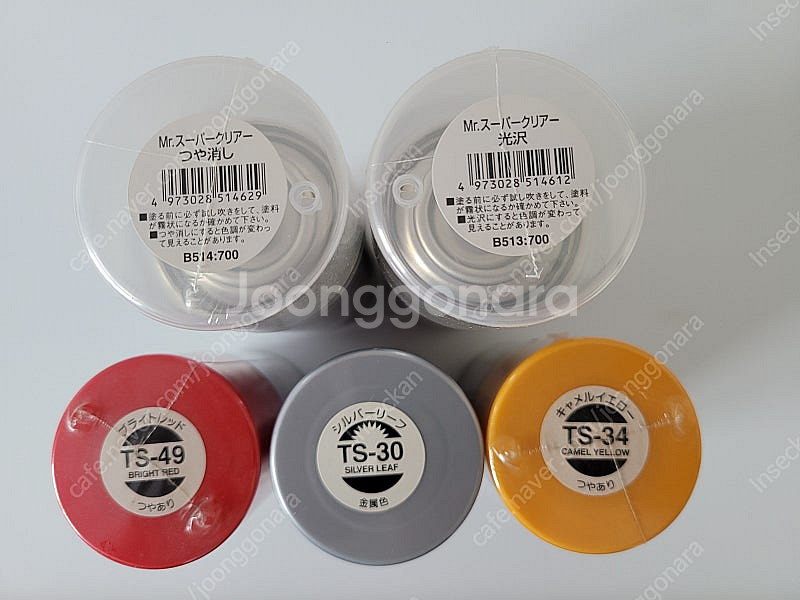 Mr.スーパークリアー
つや消し
4 973028 514629
■塗る前に必ず試し吹きをして、塗料
が霧状になるか確かめて下さい。
■つや消しにすると色調が変わっ
て見えることがあります。
B514:700
Mr.スーパークリアー
光沢
4 973028 514612
■塗る前に必ず試し吹きをして、塗料
が霧状になるか確かめて下さい。
■光沢にすると色調が変わって
見えることがあります。
B513:700
Joonggonara
ブライトレッド
TS-49
BRIGHT RED
つやあり
シルバーリーフ
TS-30
SILVER LEAF
金属色
キャメルイエロー
TS-34
CAMEL YELLOW
つやあり